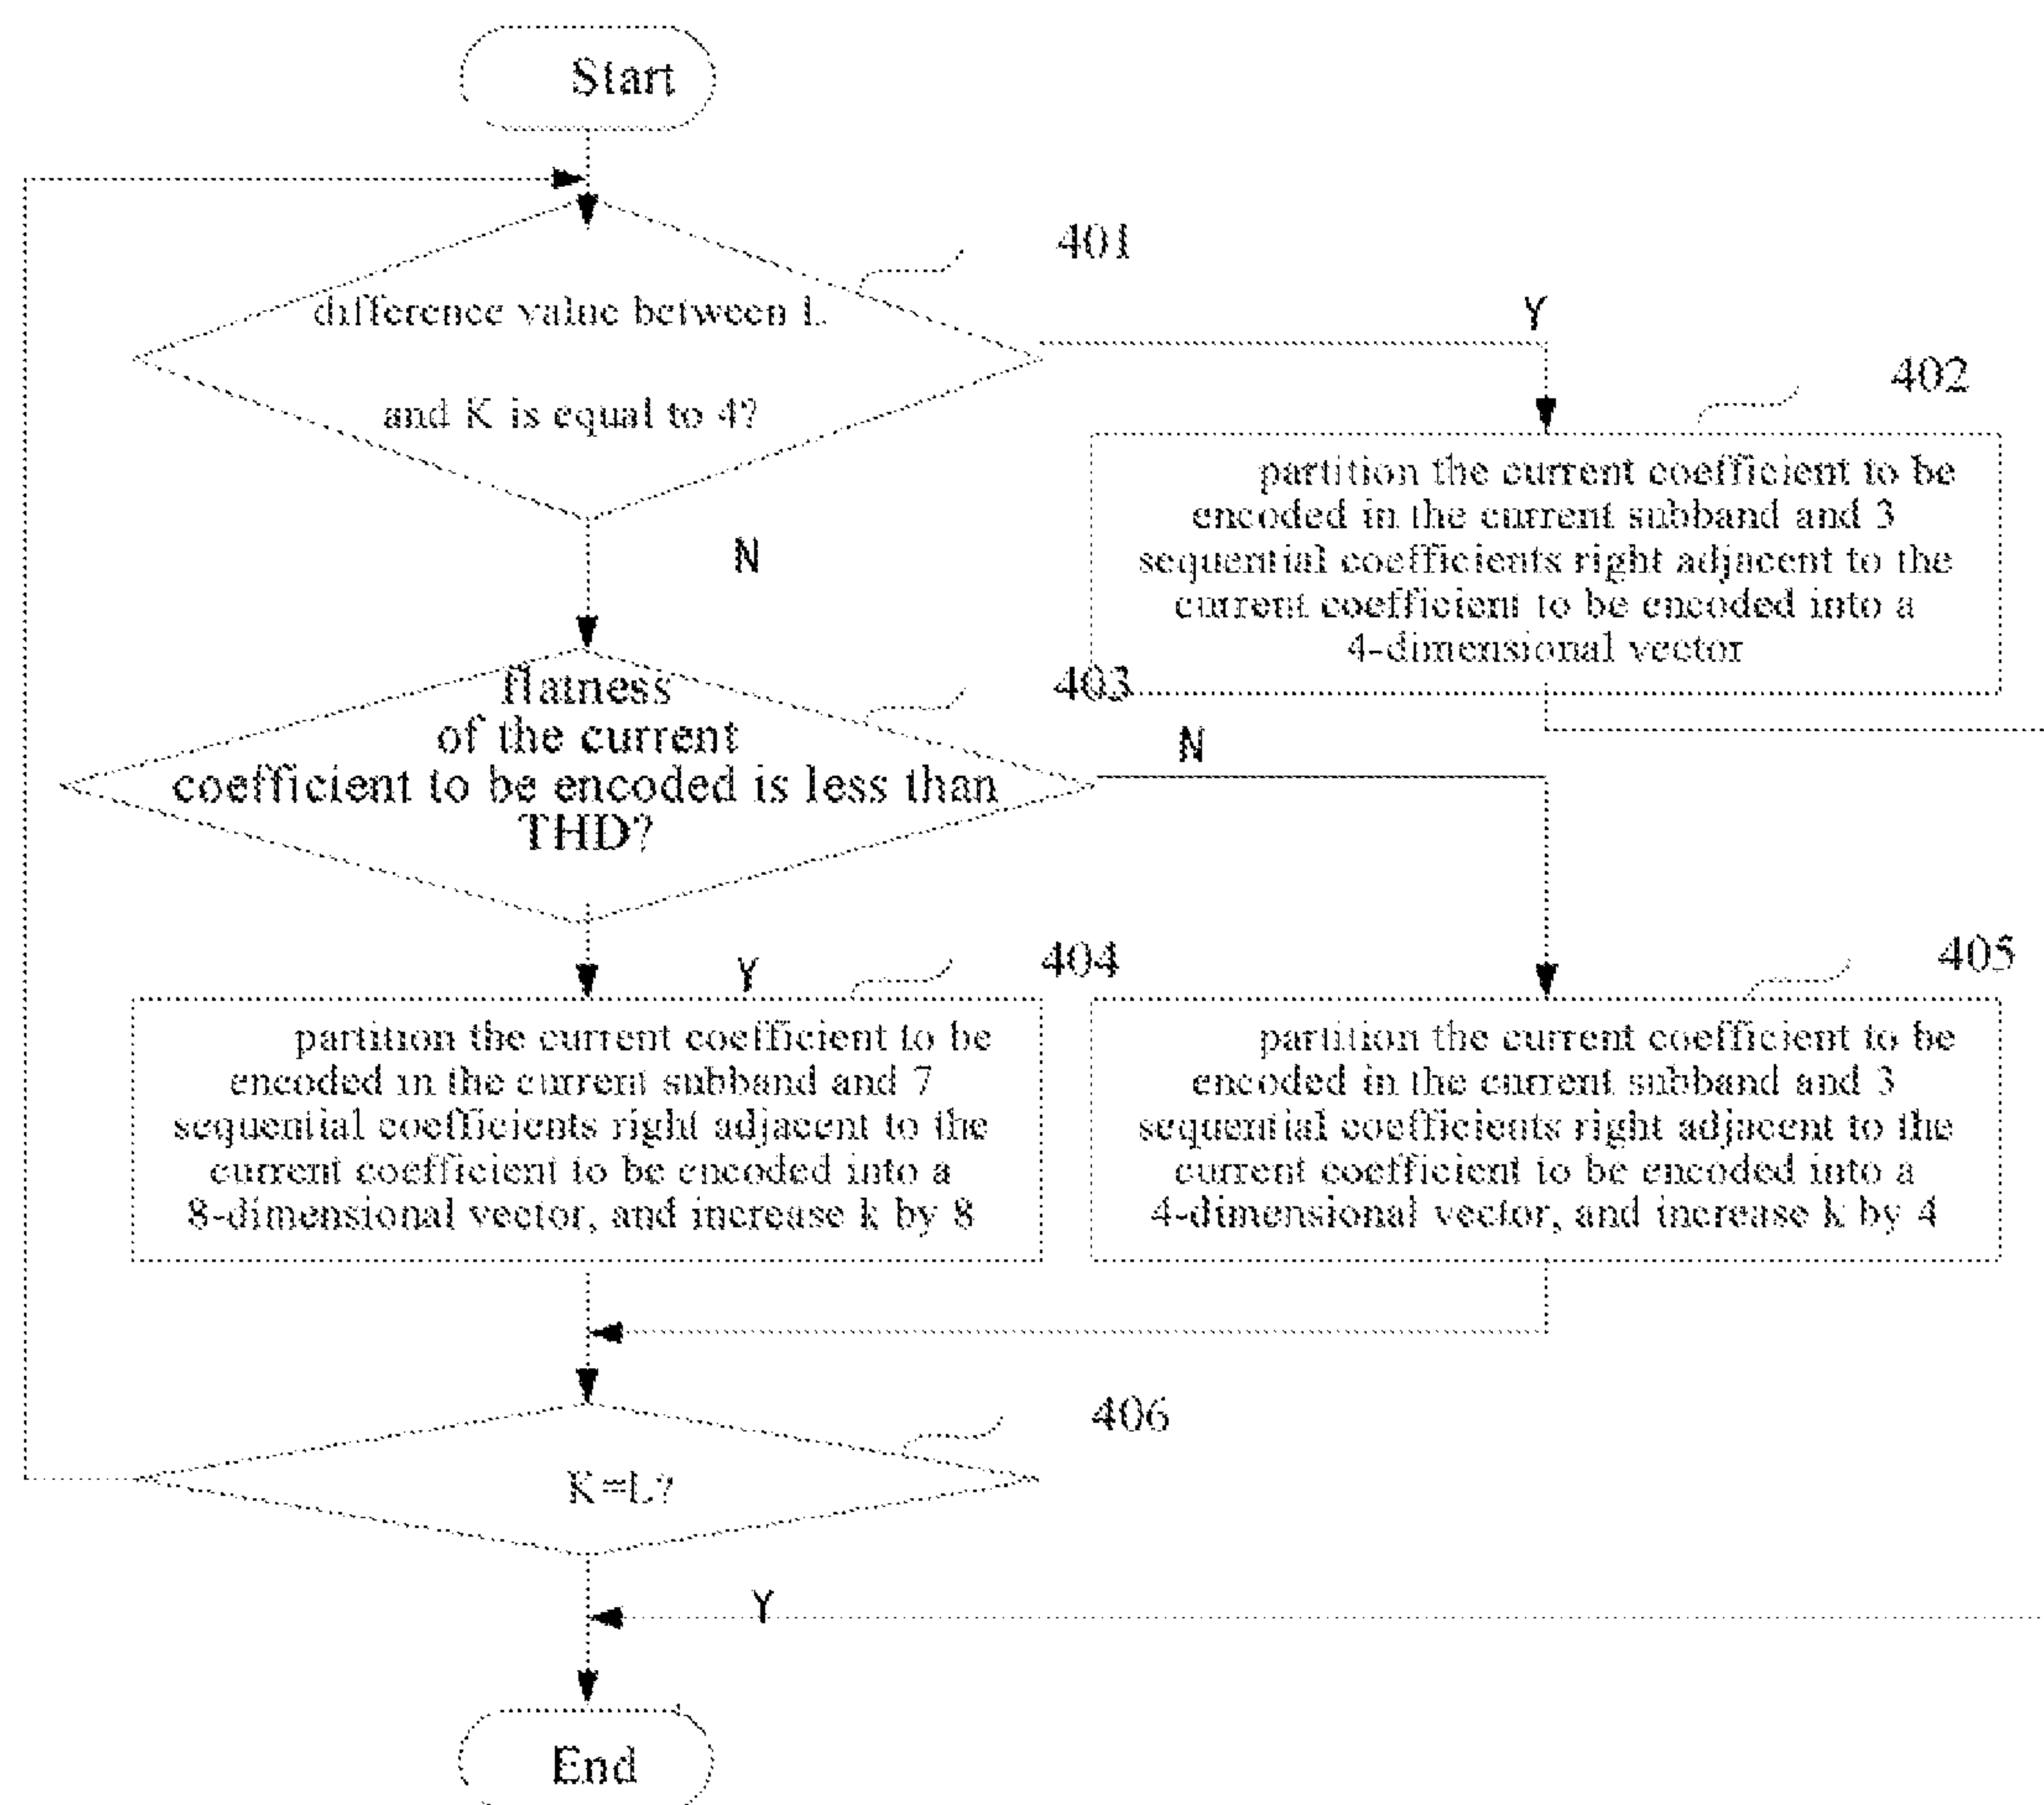 Start
401
difference value between L
and K is equal to 4?
Y
402
partition the current coefficient to be
encoded in the current subband and 3
sequential coefficients right adjacent to the
current coefficient to be encoded into a
4-dimensional vector
N
403
flatness
of the current
coefficient to be encoded is less than
THD?
N
Y
404
partition the current coefficient to be
encoded in the current subband and 7
sequential coefficients right adjacent to the
current coefficient to be encoded into a
8-dimensional vector, and increase k by 8
405
partition the current coefficient to be
encoded in the current subband and 3
sequential coefficients right adjacent to the
current coefficient to be encoded into a
4-dimensional vector, and increase k by 4
406
K=L?
Y
End